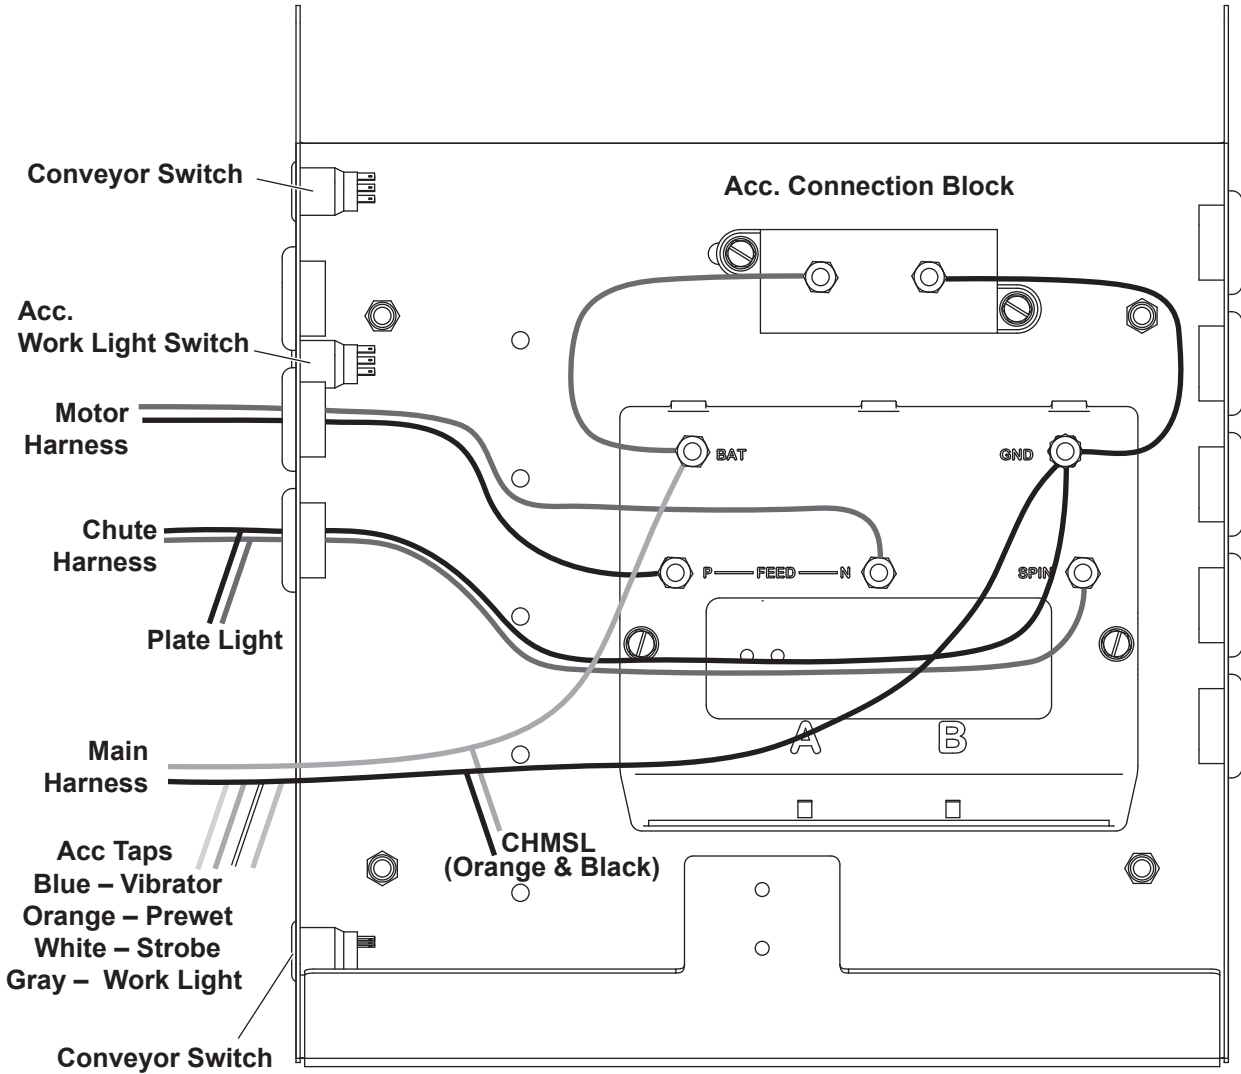 Conveyor Switch
Acc. Connection Block
Acc.
Work Light Switch
Motor
Harness
BAT
GND
Chute
Harness
P FEED N
SPIN
Plate Light
A B
Main
Harness
CHMSL
(Orange & Black)
Acc Taps
Blue – Vibrator
Orange – Prewet
White – Strobe
Gray – Work Light
Conveyor Switch